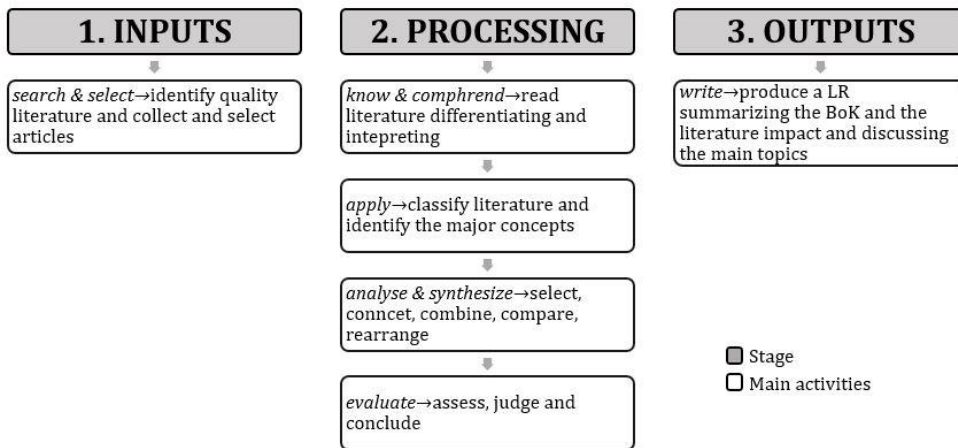 1. INPUTS
search & select→identify quality
literature and collect and select
articles
2. PROCESSING
know & comphrend→read
literature differentiating and
intepreting
apply→classify literature and
identify the major concepts
analyse & synthesize→select,
conncet, combine, compare,
rearrange
evaluate→assess, judge and
conclude
3. OUTPUTS
write→produce a LR
summarizing the BoK and the
literature impact and discussing
the main topics
Stage
Main activities